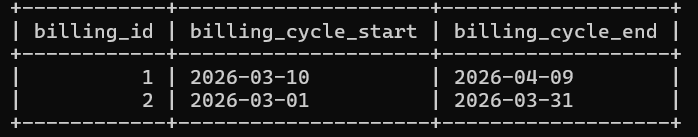 +------------+---------------------+-------------------+
| billing_id | billing_cycle_start | billing_cycle_end |
+------------+---------------------+-------------------+
|          1 | 2026-03-10          | 2026-04-09        |
|          2 | 2026-03-01          | 2026-03-31        |
+------------+---------------------+-------------------+